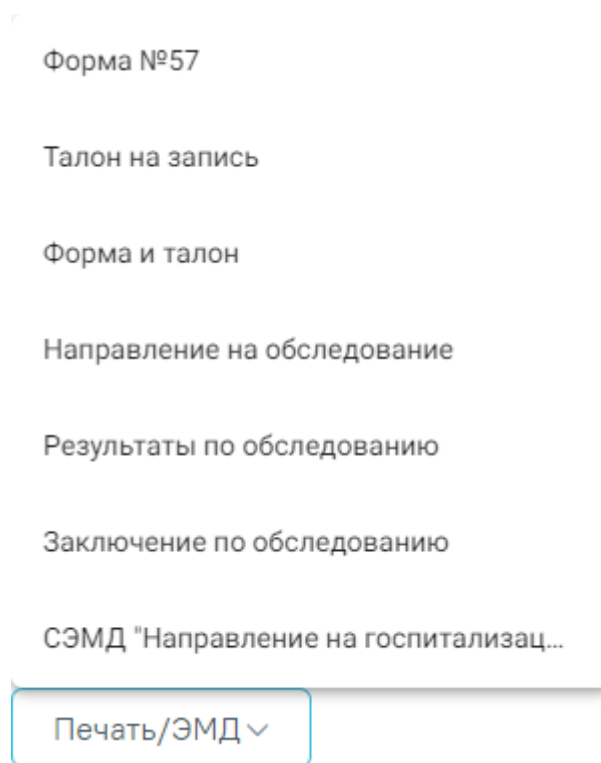 Форма №57
Талон на запись
Форма и талон
Направление на обследование
Результаты по обследованию
Заключение по обследованию
СЭМД "Направление на госпитализац...
Печать/ЭМД